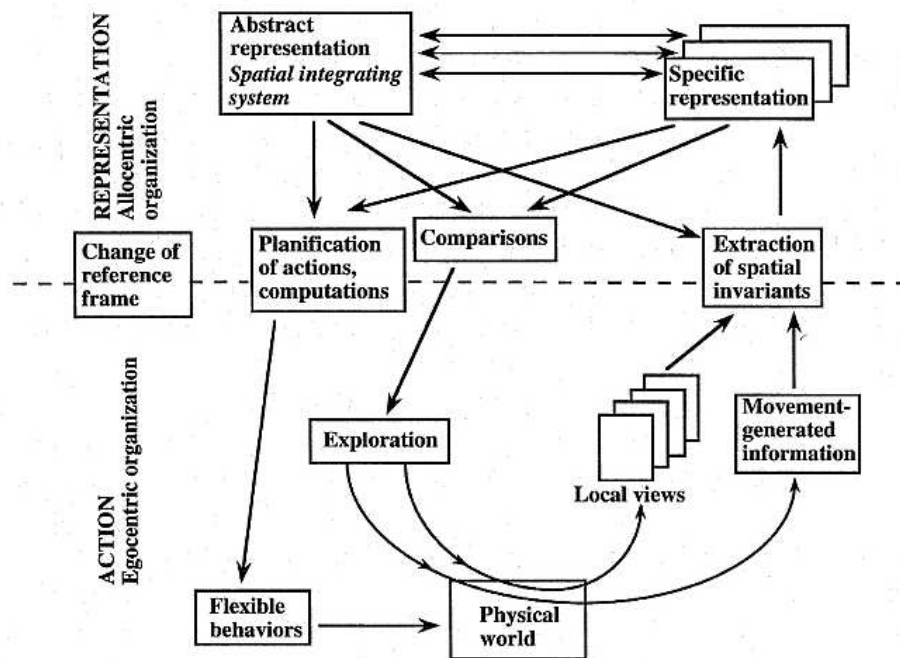 Abstract
representation
Spatial integrating
system
Specific
representation
REPRESENTATION
Allocentric
organization
Change of
reference
frame
Planification
of actions,
computations
Comparisons
Extraction
of spatial
invariants
ACTION
Egocentric organization
Exploration
Local views
Movement-
generated
information
Flexible
behaviors
Physical
world